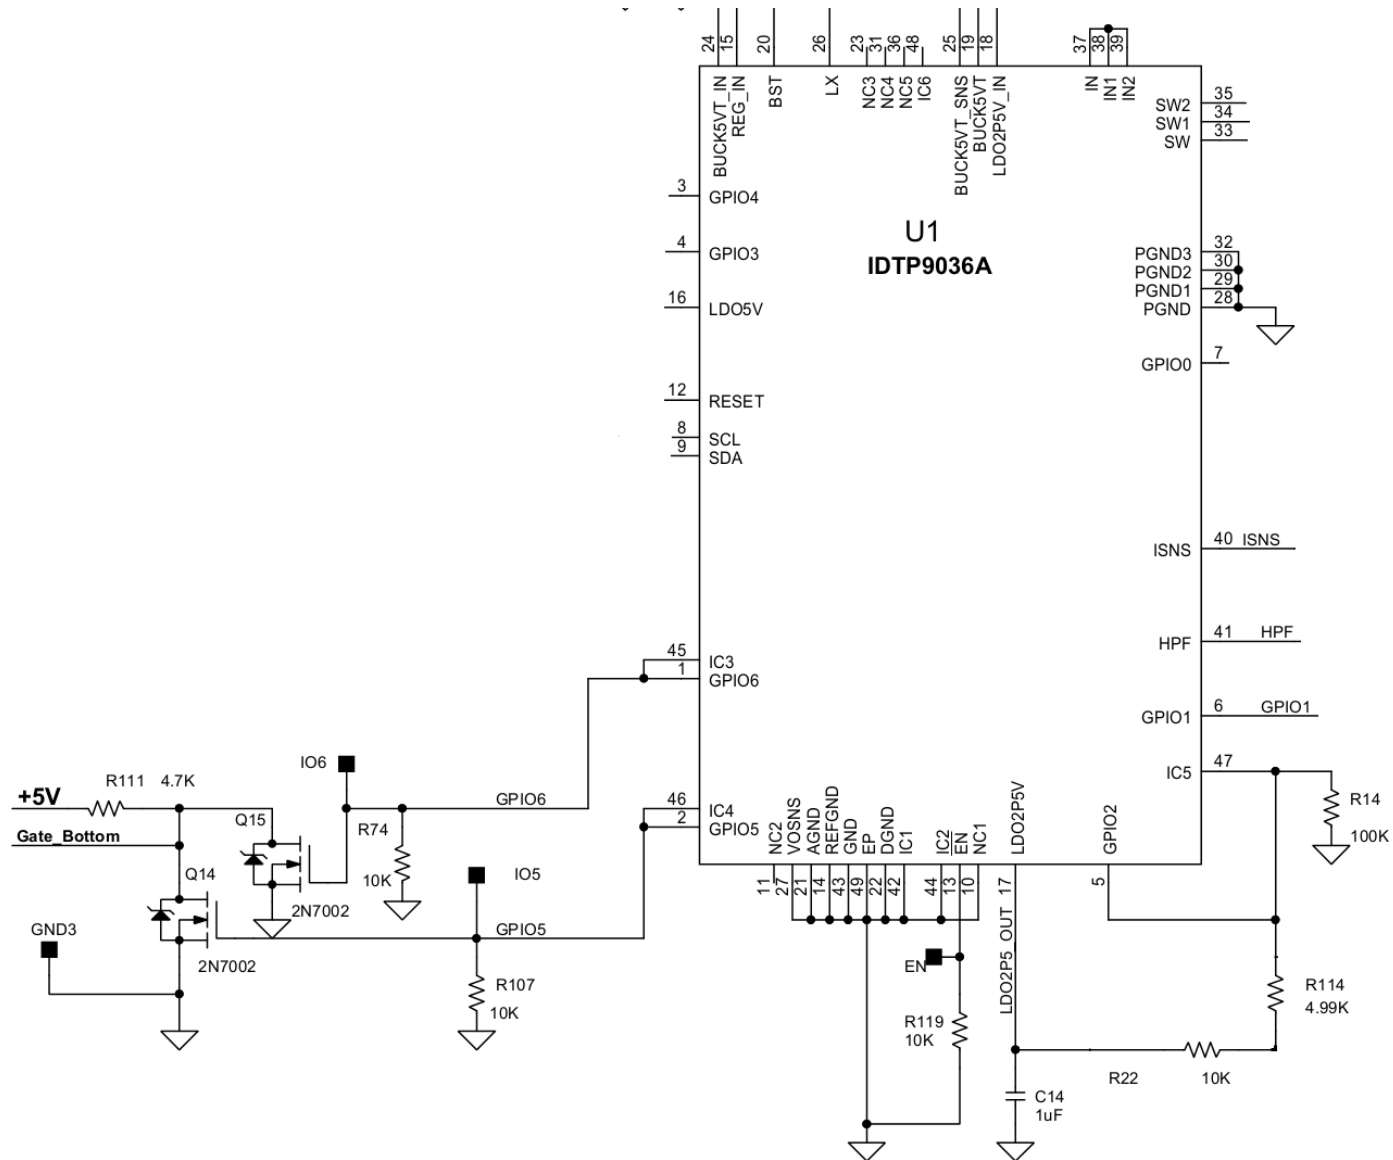 24
15
20
26
23
31
36
48
25
19
18
37
38
39
BUCK5VT_IN
REG_IN
BST
LX
NC3
NC4
NC5
IC6
BUCK5VT_SNS
BUCK5VT
LDO2P5V_IN
IN
IN1
IN2
SW2 35
SW1 34
SW 33
3 GPIO4
U1
IDTP9036A
4 GPIO3
PGND3 32
PGND2 30
PGND1 29
PGND 28
16 LDO5V
GPIO0 7
12 RESET
8 SCL
9 SDA
ISNS 40 ISNS
HPF 41 HPF
45 IC3
1 GPIO6
GPIO1 6 GPIO1
IC5 47
R111 4.7K
IO6
+5V
GPIO6
46 IC4
2 GPIO5
R14
100K
Gate_Bottom
Q15
R74
10K
2N7002
Q14
IO5
GND3
GPIO5
2N7002
R107
10K
NC2
VOSNS
AGND
REFGND
GND
EP
DGND
IC1
IC2
EN
NC1
LDO2P5V
GPIO2
11
27
21
14
43
49
22
42
44
13
10
17
5
LDO2P5_OUT
EN
R119
10K
R114
4.99K
R22 10K
C14
1uF